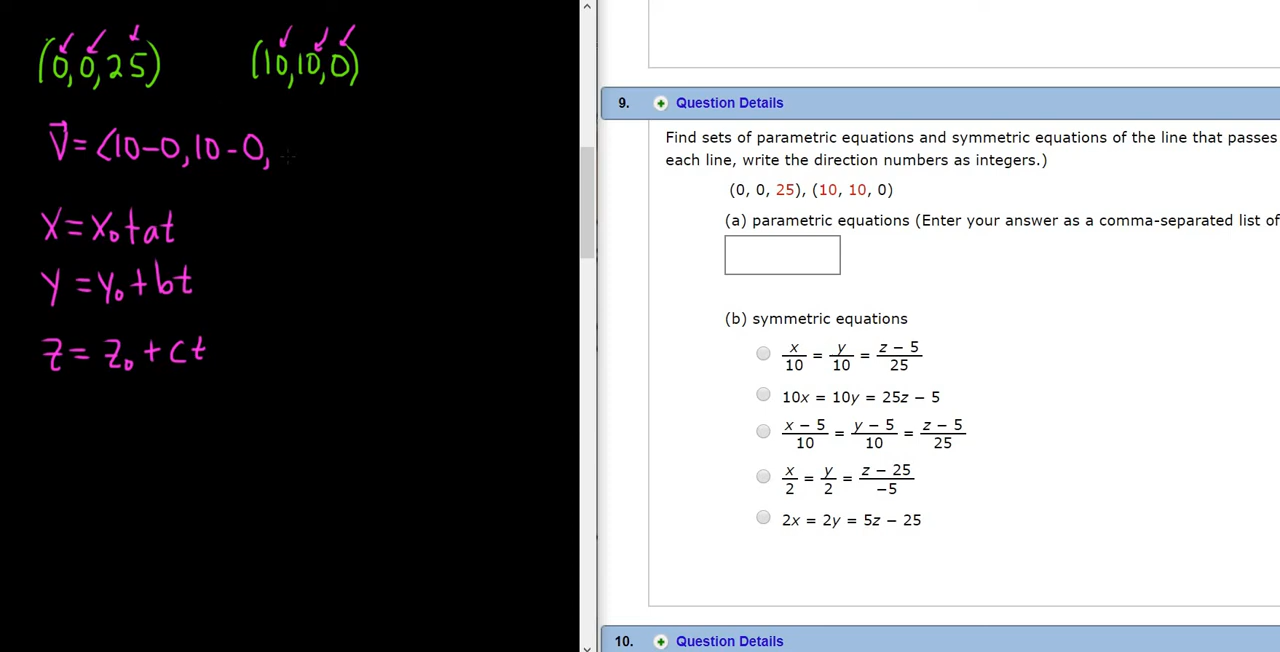 (0,0,25) (10,10,0)
V⃗=<10-0,10-0,
x=x₀+at
y=y₀+bt
z=z₀+ct
9. Question Details
Find sets of parametric equations and symmetric equations of the line that passes
each line, write the direction numbers as integers.)
(0, 0, 25), (10, 10, 0)
(a) parametric equations (Enter your answer as a comma-separated list of
(b) symmetric equations
x/10 = y/10 = z − 5/25
10x = 10y = 25z − 5
x − 5/10 = y − 5/10 = z − 5/25
x/2 = y/2 = z − 25/−5
2x = 2y = 5z − 25
10. Question Details